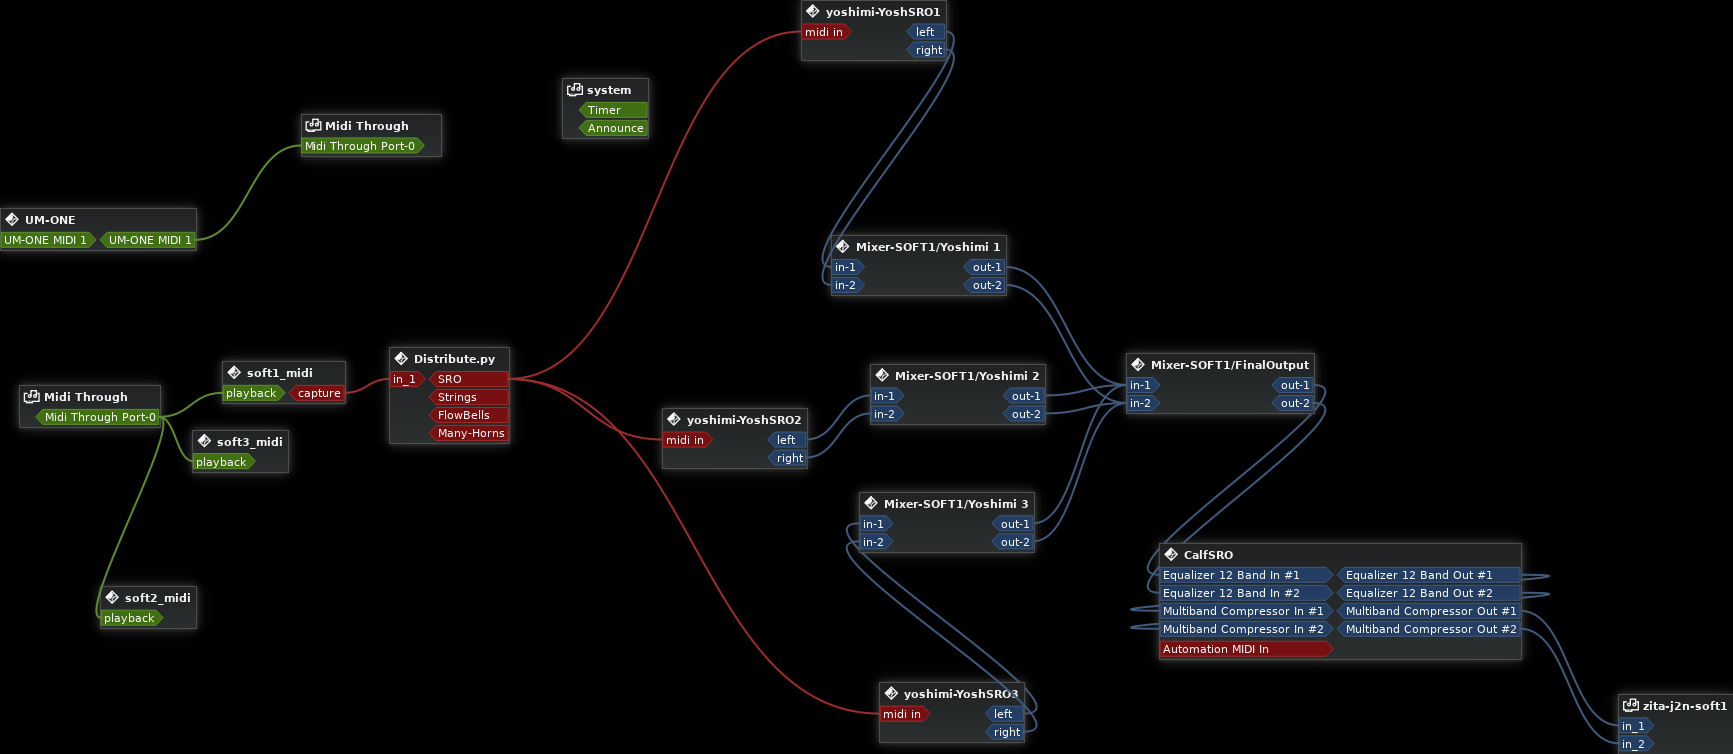 yoshimi-YoshSRO1
midi in
left
right
system
Timer
Announce
Midi Through
Midi Through Port-0
UM-ONE
UM-ONE MIDI 1
UM-ONE MIDI 1
Mixer-SOFT1/Yoshimi 1
in-1
out-1
in-2
out-2
Distribute.py
in_1
SRO
Strings
FlowBells
Many-Horns
soft1_midi
playback
capture
Midi Through
Midi Through Port-0
soft3_midi
playback
soft2_midi
playback
Mixer-SOFT1/Yoshimi 2
in-1
out-1
in-2
out-2
yoshimi-YoshSRO2
midi in
left
right
Mixer-SOFT1/FinalOutput
in-1
out-1
in-2
out-2
Mixer-SOFT1/Yoshimi 3
in-1
out-1
in-2
out-2
CalfSRO
Equalizer 12 Band In #1
Equalizer 12 Band Out #1
Equalizer 12 Band In #2
Equalizer 12 Band Out #2
Multiband Compressor In #1
Multiband Compressor Out #1
Multiband Compressor In #2
Multiband Compressor Out #2
Automation MIDI In
yoshimi-YoshSRO3
midi in
left
right
zita-j2n-soft1
in_1
in_2